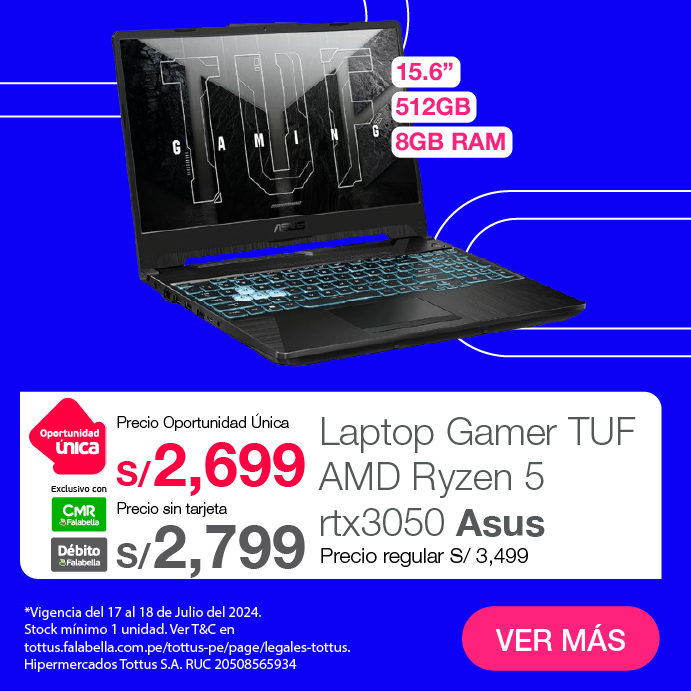 TUF
GAMING
ASUS
15.6”
512GB
8GB RAM
Oportunidad
única
Precio Oportunidad Única
S/2,699
Exclusivo con
CMR
Falabella
Precio sin tarjeta
Débito
Falabella
S/2,799
Laptop Gamer TUF
AMD Ryzen 5
rtx3050 Asus
Precio regular S/ 3,499
*Vigencia del 17 al 18 de Julio del 2024.
Stock mínimo 1 unidad. Ver T&C en
tottus.falabella.com.pe/tottus-pe/page/legales-tottus.
Hipermercados Tottus S.A. RUC 20508565934
VER MÁS